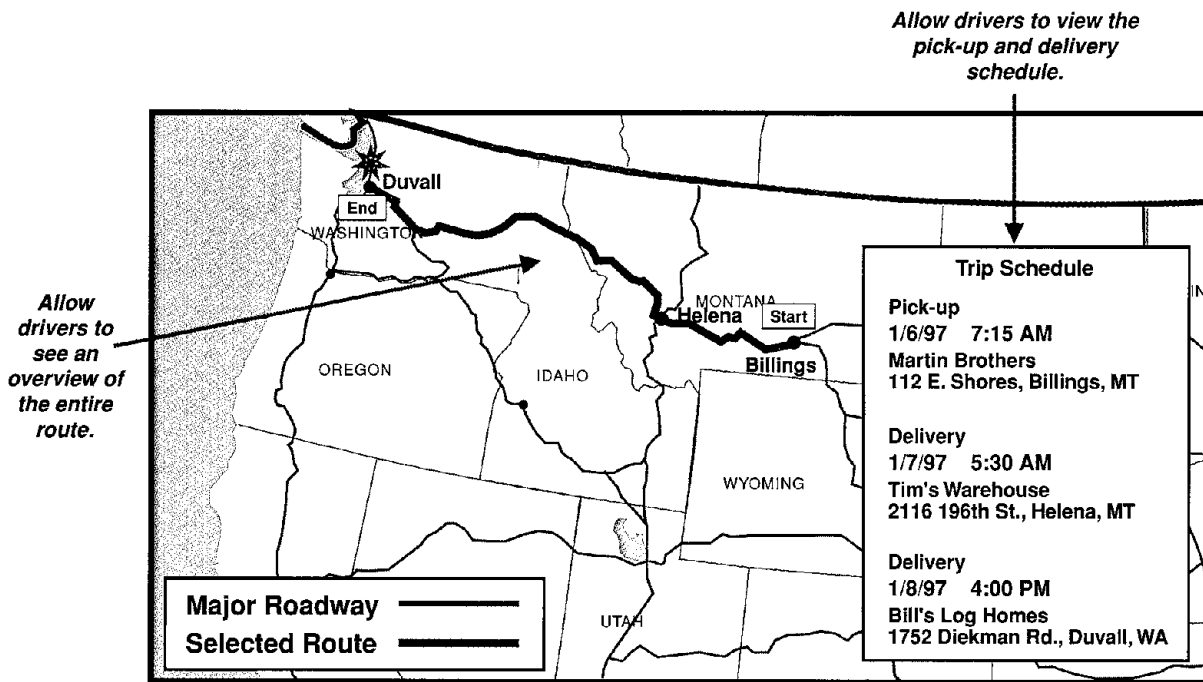 Allow drivers to view the
pick-up and delivery
schedule.
Duvall
End
WASHINGTON
Allow
drivers to
see an
overview of
the entire
route.
MONTANA
Helena
Start
Billings
OREGON
IDAHO
WYOMING
UTAH
Trip Schedule
Pick-up
1/6/97 7:15 AM
Martin Brothers
112 E. Shores, Billings, MT
Delivery
1/7/97 5:30 AM
Tim's Warehouse
2116 196th St., Helena, MT
Delivery
1/8/97 4:00 PM
Bill's Log Homes
1752 Diekman Rd., Duvall, WA
Major Roadway
Selected Route